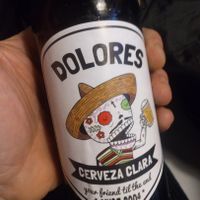 DOLORES
CERVEZA CLARA
your friend 'til the end